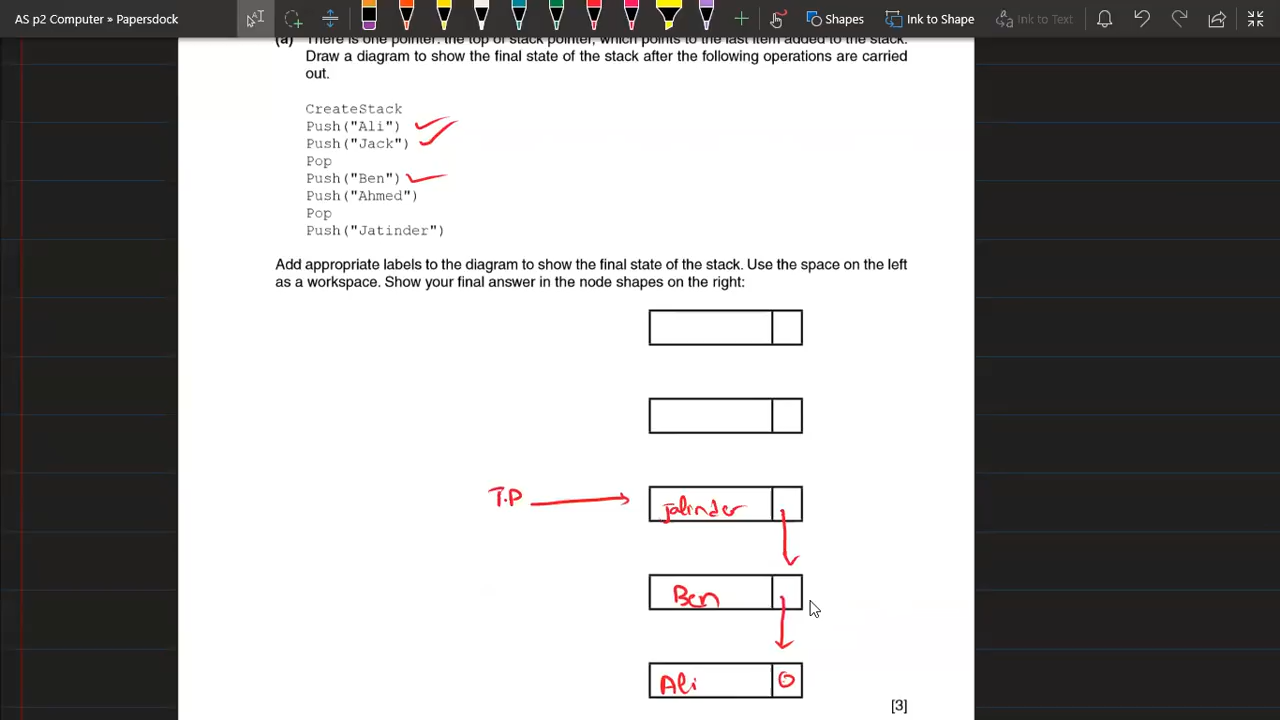 AS p2 Computer » Papersdock
Shapes
Ink to Shape
Ink to Text
(a) There is one pointer: the top of stack pointer, which points to the last item added to the stack.
Draw a diagram to show the final state of the stack after the following operations are carried
out.
CreateStack
Push("Ali")
Push("Jack")
Pop
Push("Ben")
Push("Ahmed")
Pop
Push("Jatinder")
Add appropriate labels to the diagram to show the final state of the stack. Use the space on the left
as a workspace. Show your final answer in the node shapes on the right:
T.P
Jalinder
Ben
Ali
[3]